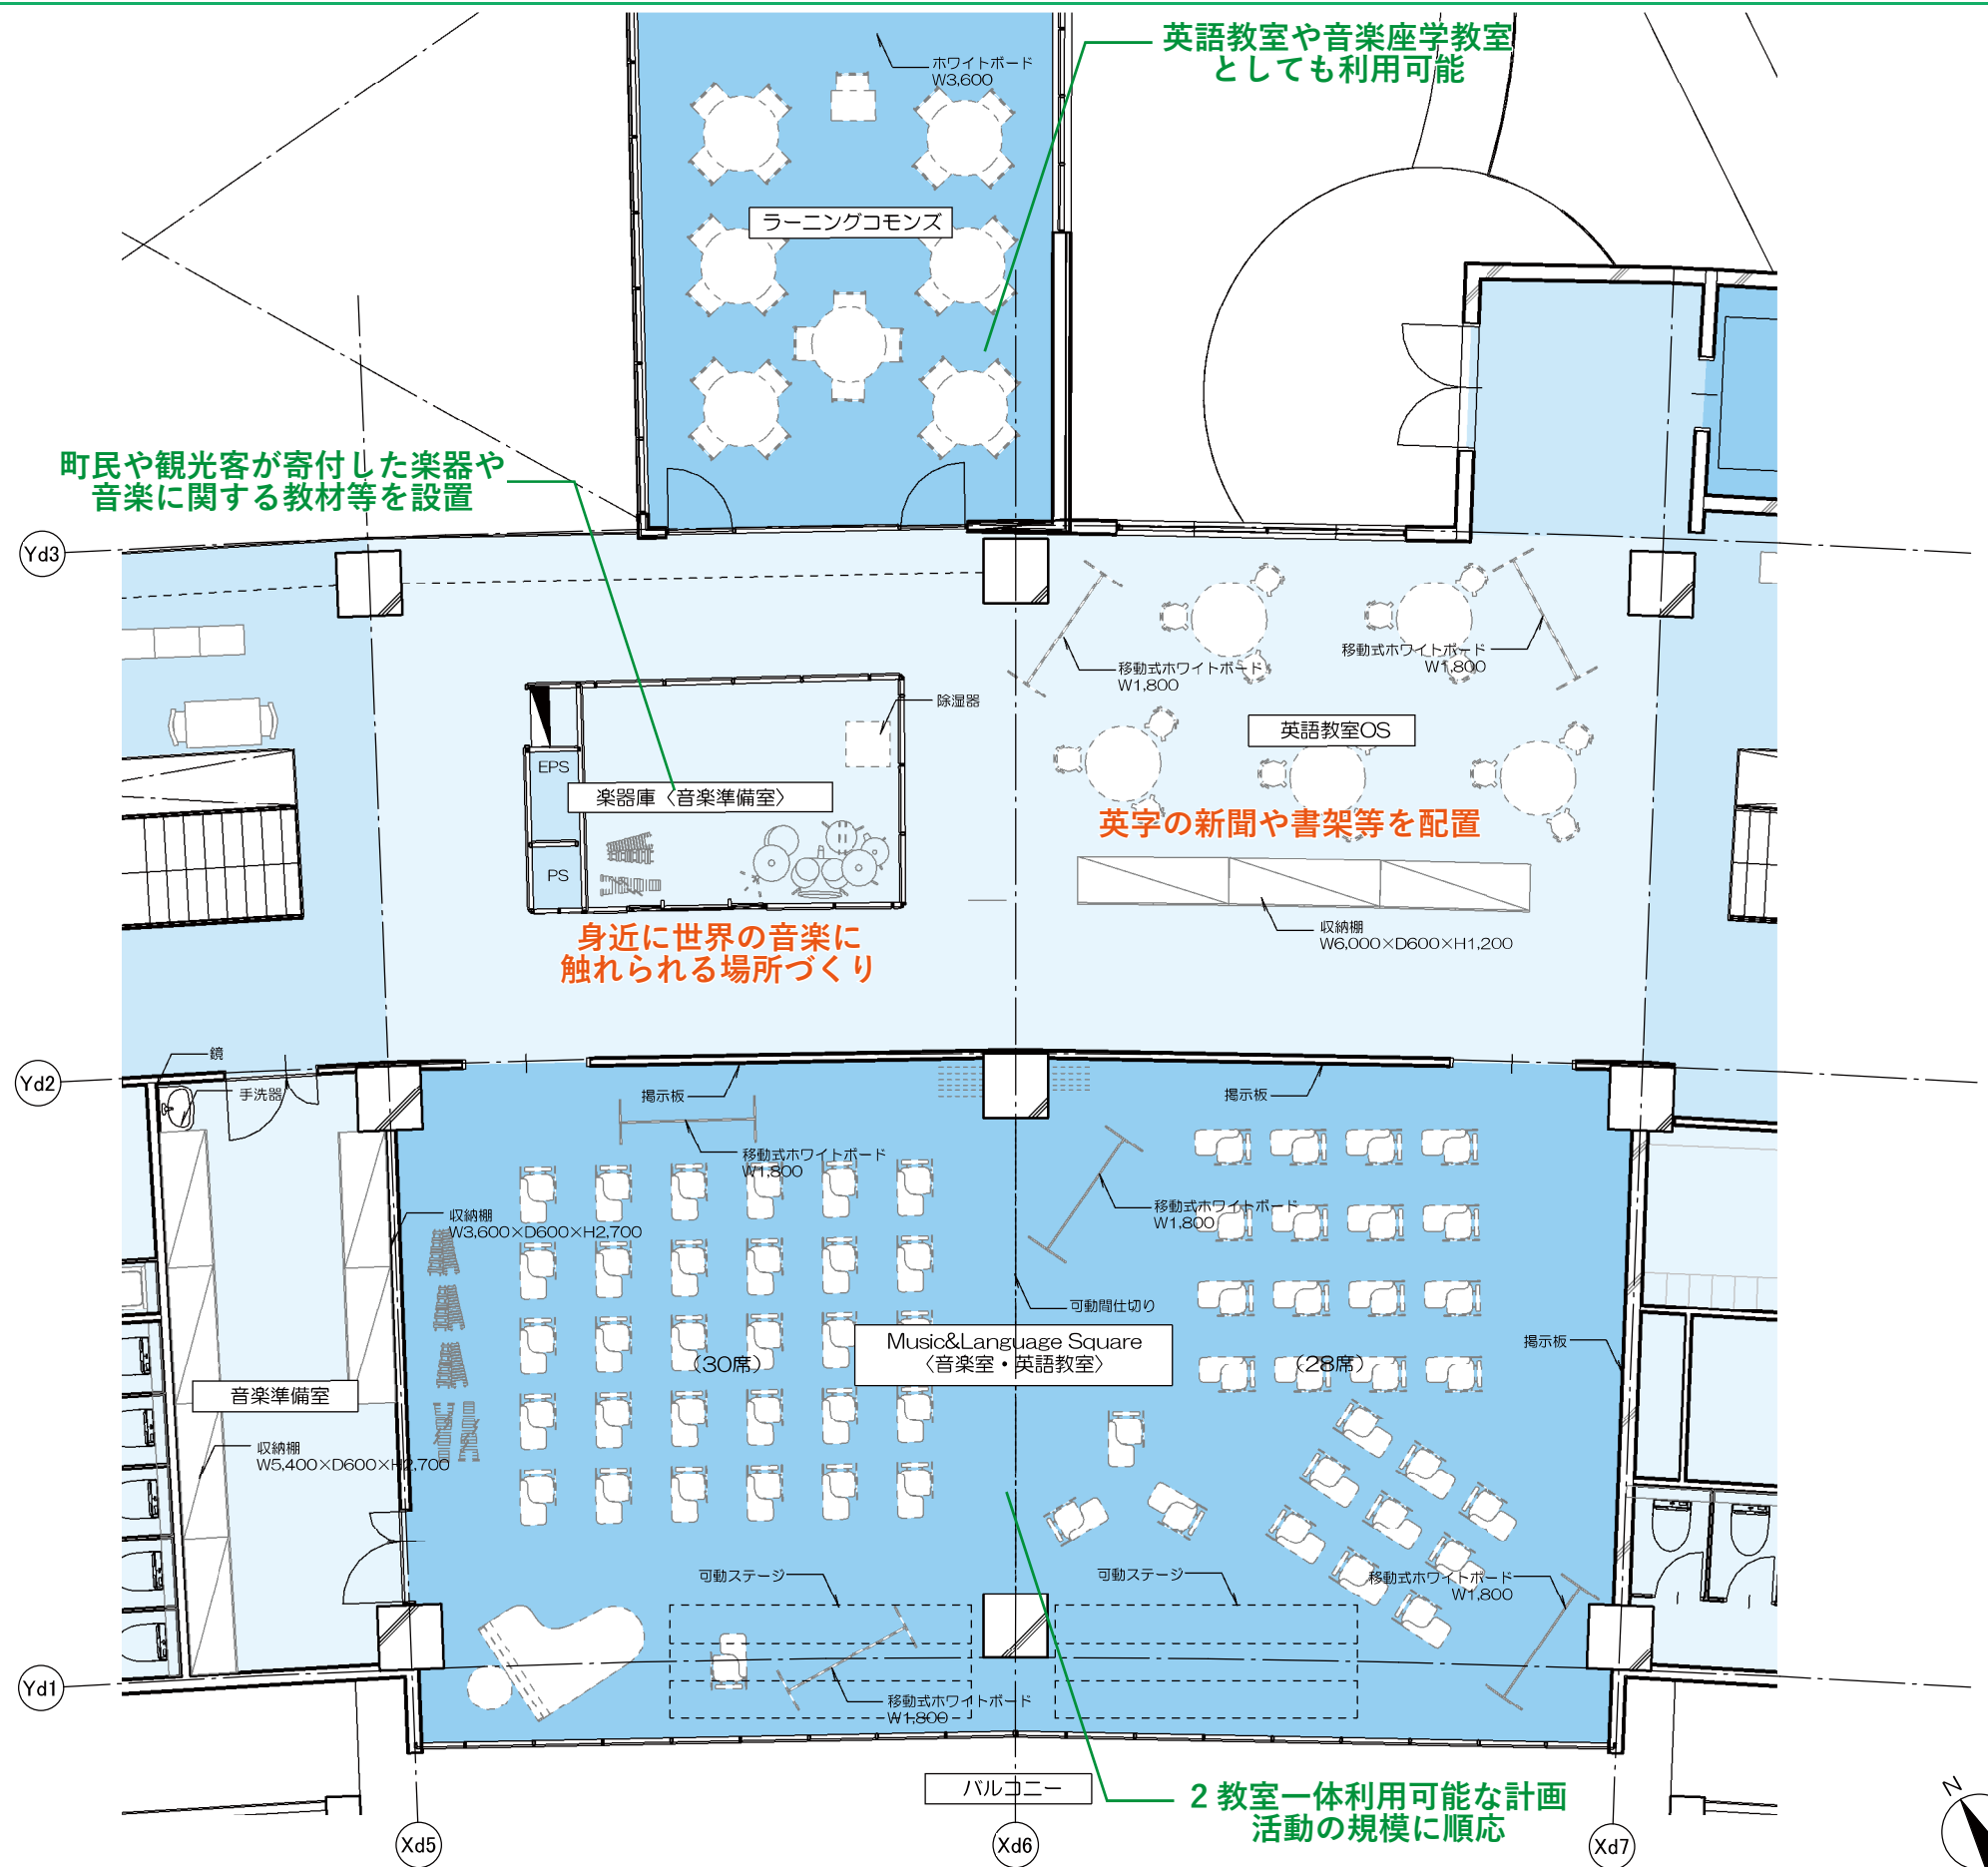 英語教室や音楽座学教室
としても利用可能
ホワイトボード
W3,600
ラーニングコモンズ
町民や観光客が寄付した楽器や
音楽に関する教材等を設置
Yd3
移動式ホワイトボード
W1,800
移動式ホワイトボード
W1,800
除湿器
英語教室OS
EPS
楽器庫〈音楽準備室〉
英字の新聞や書架等を配置
PS
収納棚
W6,000×D600×H1,200
身近に世界の音楽に
触れられる場所づくり
Yd2
鏡
手洗器
掲示板
掲示板
移動式ホワイトボード
W1,800
収納棚
W3,600×D600×H2,700
移動式ホワイトボード
W1,800
可動間仕切り
Music&Language Square
〈音楽室・英語教室〉
(30席)
(28席)
掲示板
音楽準備室
収納棚
W5,400×D600×H2,700
可動ステージ
可動ステージ
移動式ホワイトボード
W1,800
Yd1
移動式ホワイトボード
W1,800
バルコニー
2 教室一体利用可能な計画
活動の規模に順応
N
Xd5
Xd6
Xd7